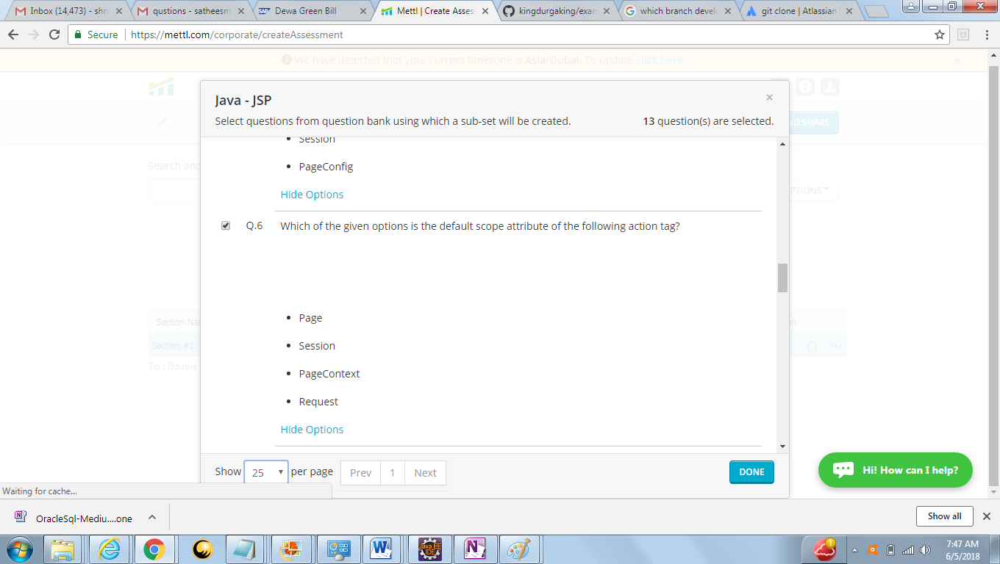 Inbox (14,473) - shri
qustions - satheesm
Dewa Green Bill
Mettl | Create Asses
kingdurgaking/exan
which branch devel
git clone | Atlassian
Secure
https://mettl.com/corporate/createAssessment
We have detected that your current timezone is Asia/Dubai. To update click here
Java - JSP
Select questions from question bank using which a sub-set will be created.
13 question(s) are selected.
ND SHARE
Session
Search and
PageConfig
PTIONS
Hide Options
Q.6 Which of the given options is the default scope attribute of the following action tag?
Page
Section Nam
Session
Section #1
Tip : Double
PageContext
Request
Hide Options
Show 25 per page Prev 1 Next
DONE
Hi! How can I help?
Waiting for cache...
OracleSql-Mediu....one
Show all
Java EE
IDE
7:47 AM
6/5/2018